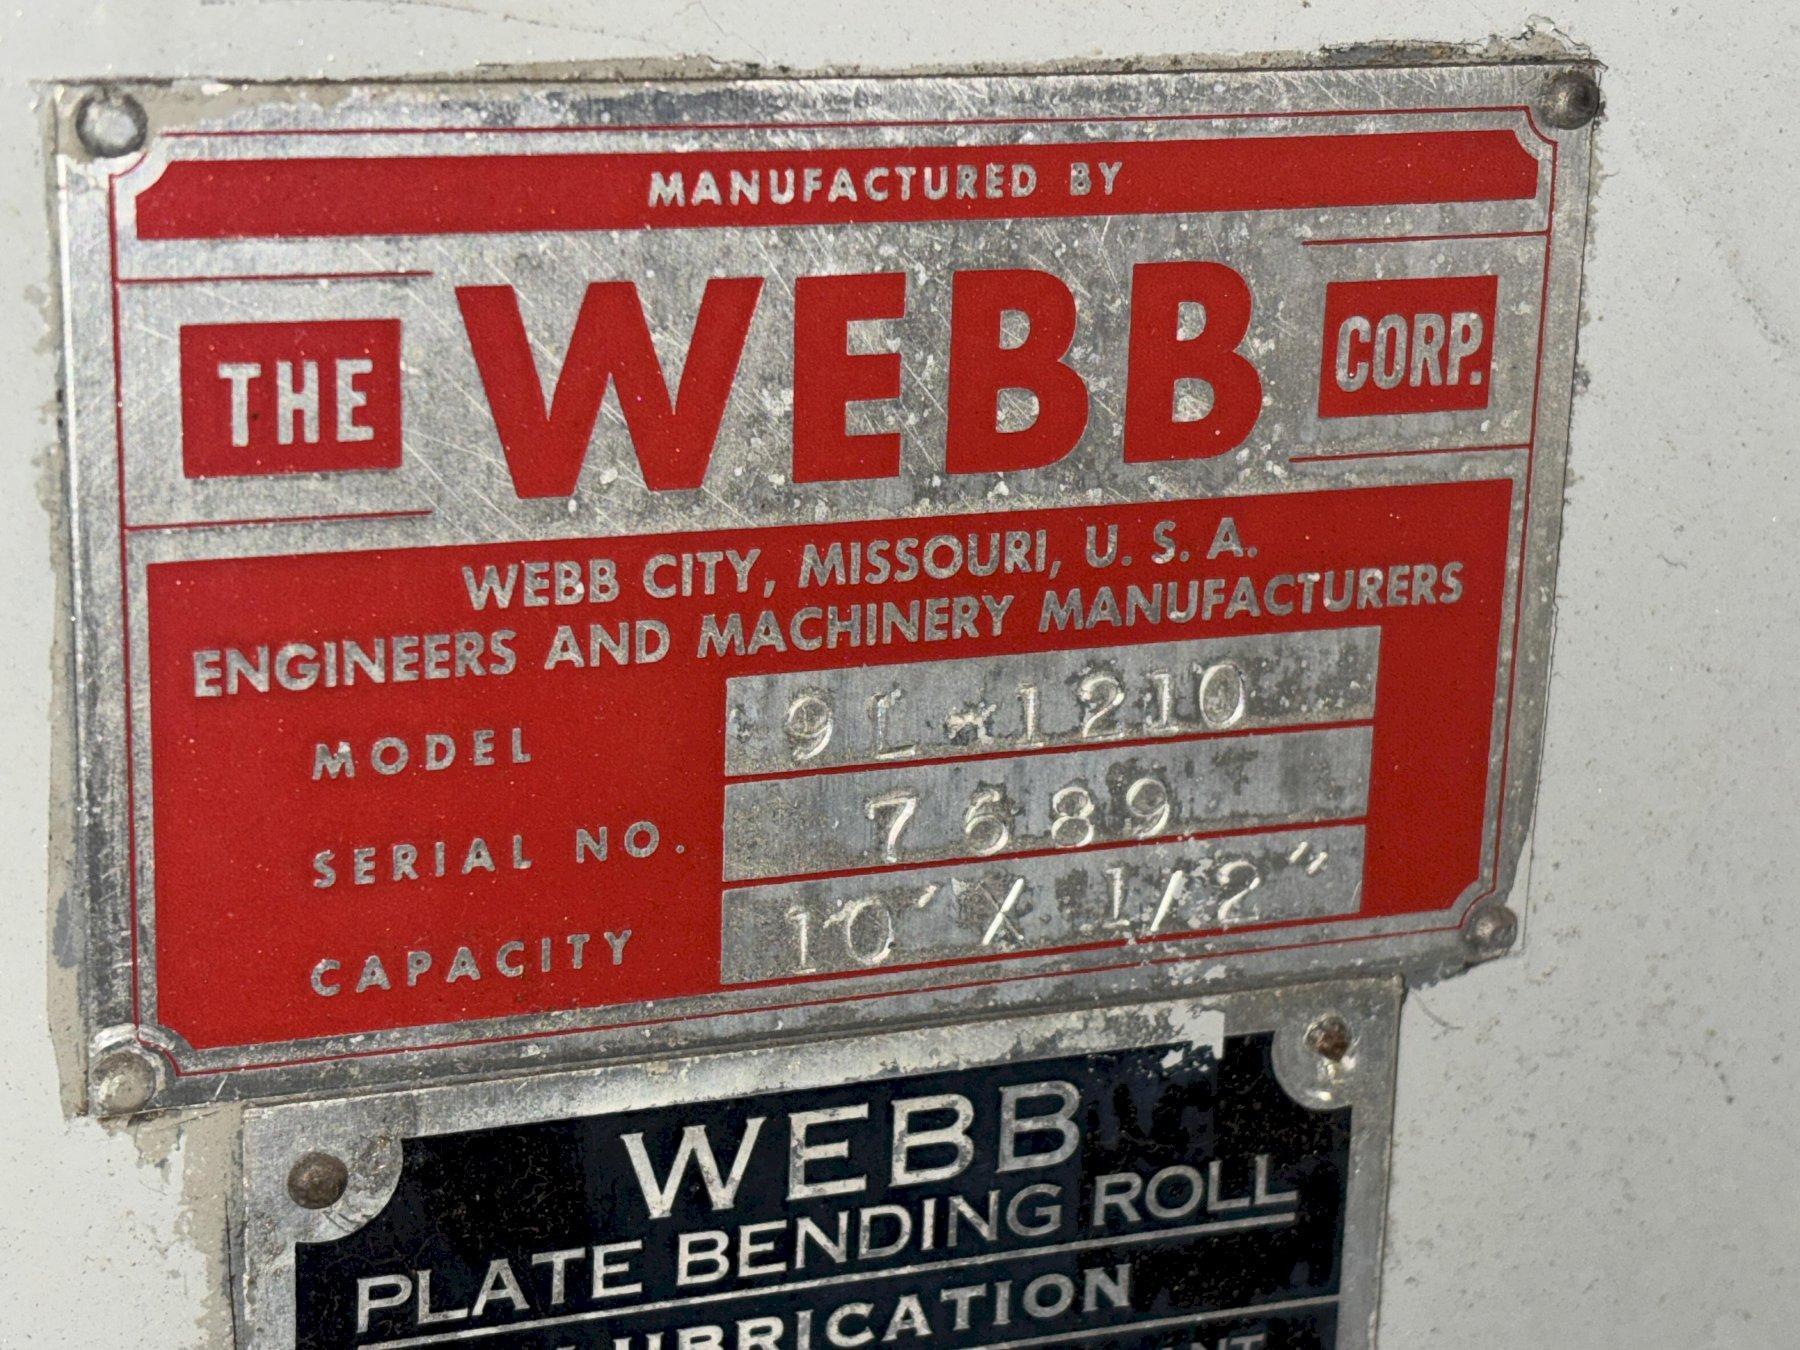 MANUFACTURED BY
THE WEBB CORP.
WEBB CITY, MISSOURI, U. S. A.
ENGINEERS AND MACHINERY MANUFACTURERS
MODEL 9L-1210
SERIAL NO. 7689
CAPACITY 10' X 1/2"
WEBB
PLATE BENDING ROLL
LUBRICATION